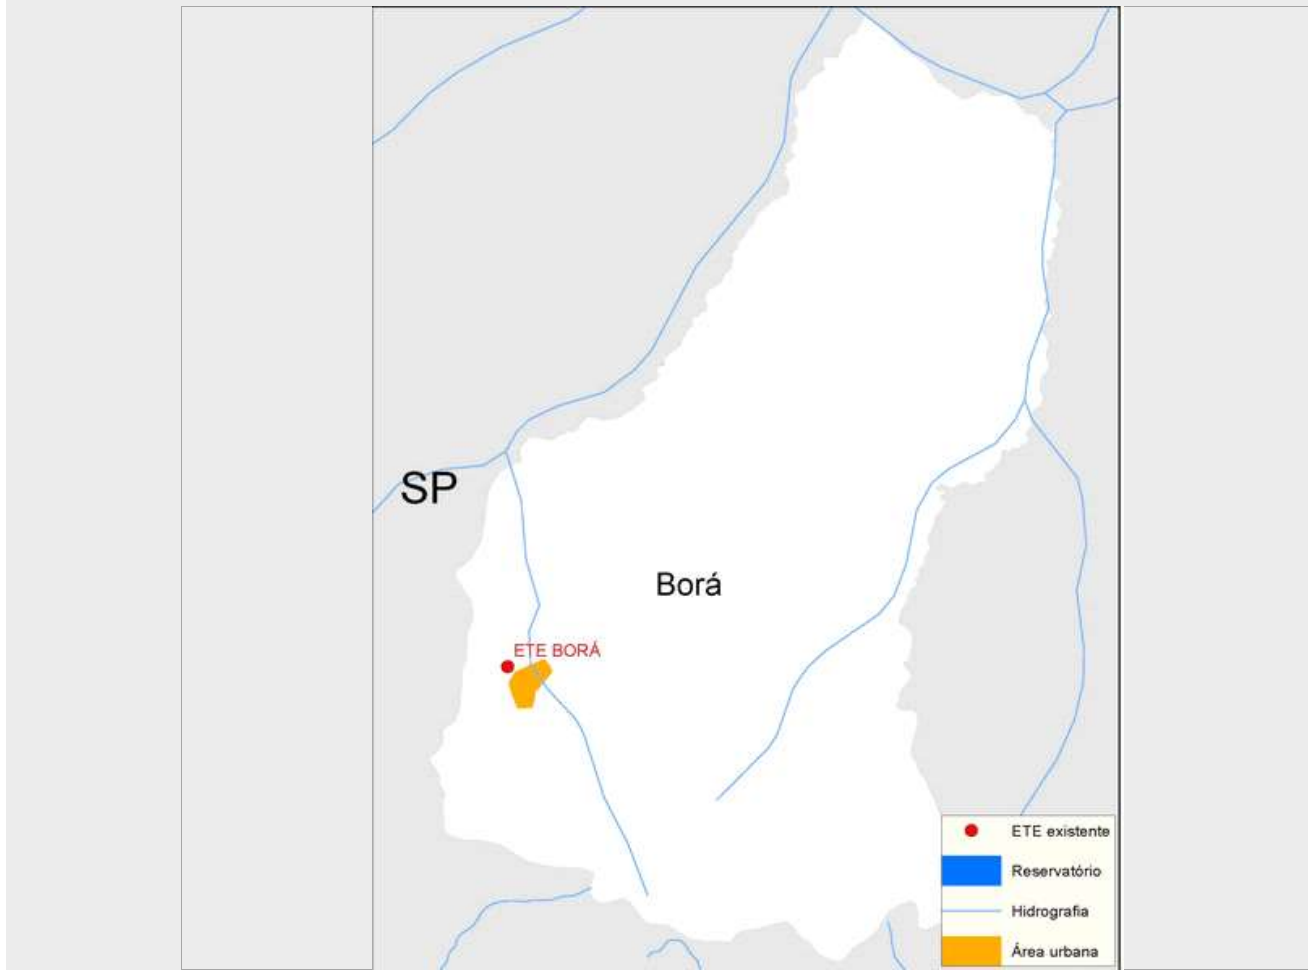 SP
Borá
ETE BORÁ
ETE existente
Reservatório
Hidrografia
Área urbana